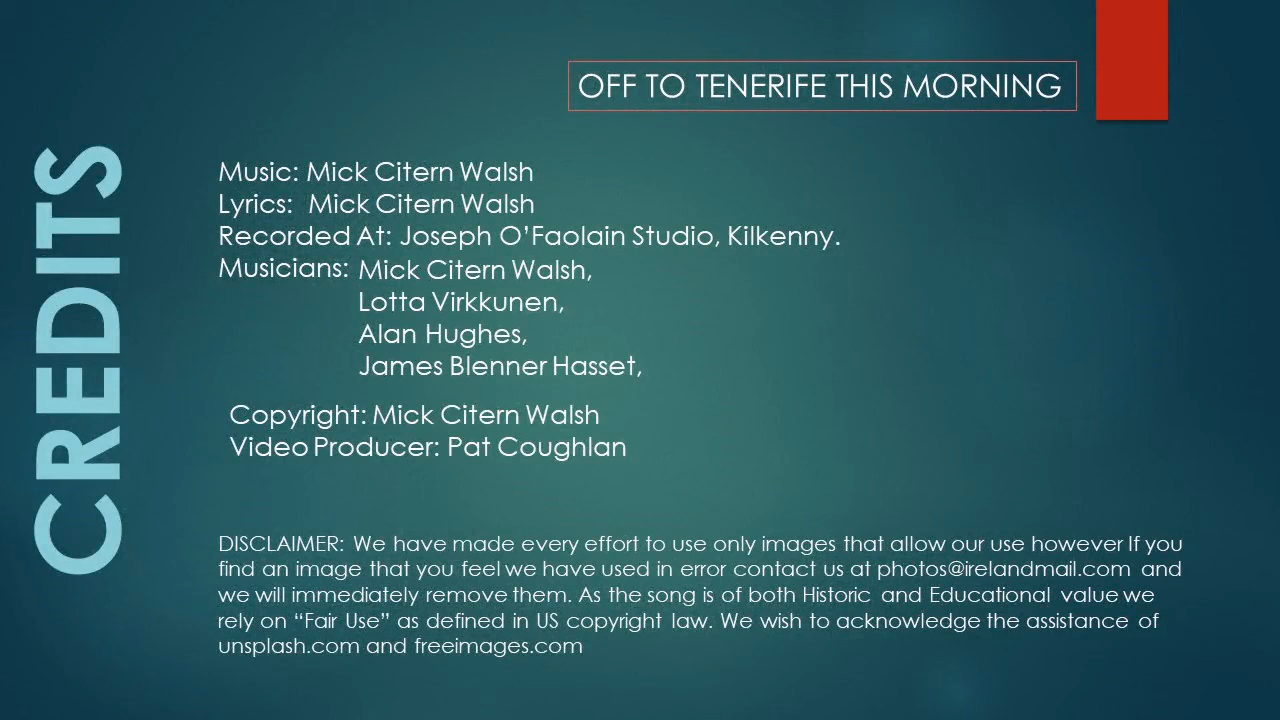 OFF TO TENERIFE THIS MORNING
CREDITS
Music: Mick Citern Walsh
Lyrics: Mick Citern Walsh
Recorded At: Joseph O’Faolain Studio, Kilkenny.
Musicians: Mick Citern Walsh,
Lotta Virkkunen,
Alan Hughes,
James Blenner Hasset,
Copyright: Mick Citern Walsh
Video Producer: Pat Coughlan
DISCLAIMER: We have made every effort to use only images that allow our use however If you
find an image that you feel we have used in error contact us at photos@irelandmail.com and
we will immediately remove them. As the song is of both Historic and Educational value we
rely on “Fair Use” as defined in US copyright law. We wish to acknowledge the assistance of
unsplash.com and freeimages.com